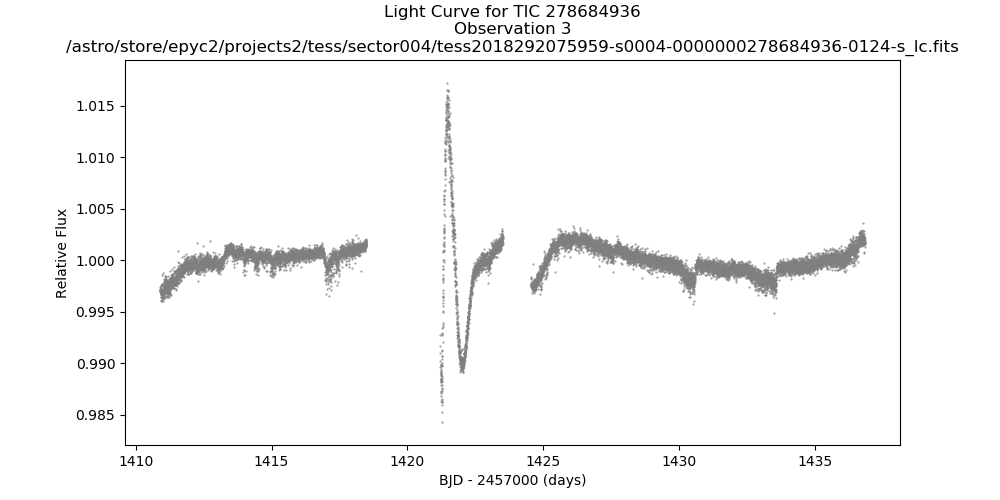 Light Curve for TIC 278684936
Observation 3
/astro/store/epyc2/projects2/tess/sector004/tess2018292075959-s0004-0000000278684936-0124-s_lc.fits
1.015
1.010
1.005
1.000
0.995
0.990
0.985
Relative Flux
1410 1415 1420 1425 1430 1435
BJD - 2457000 (days)